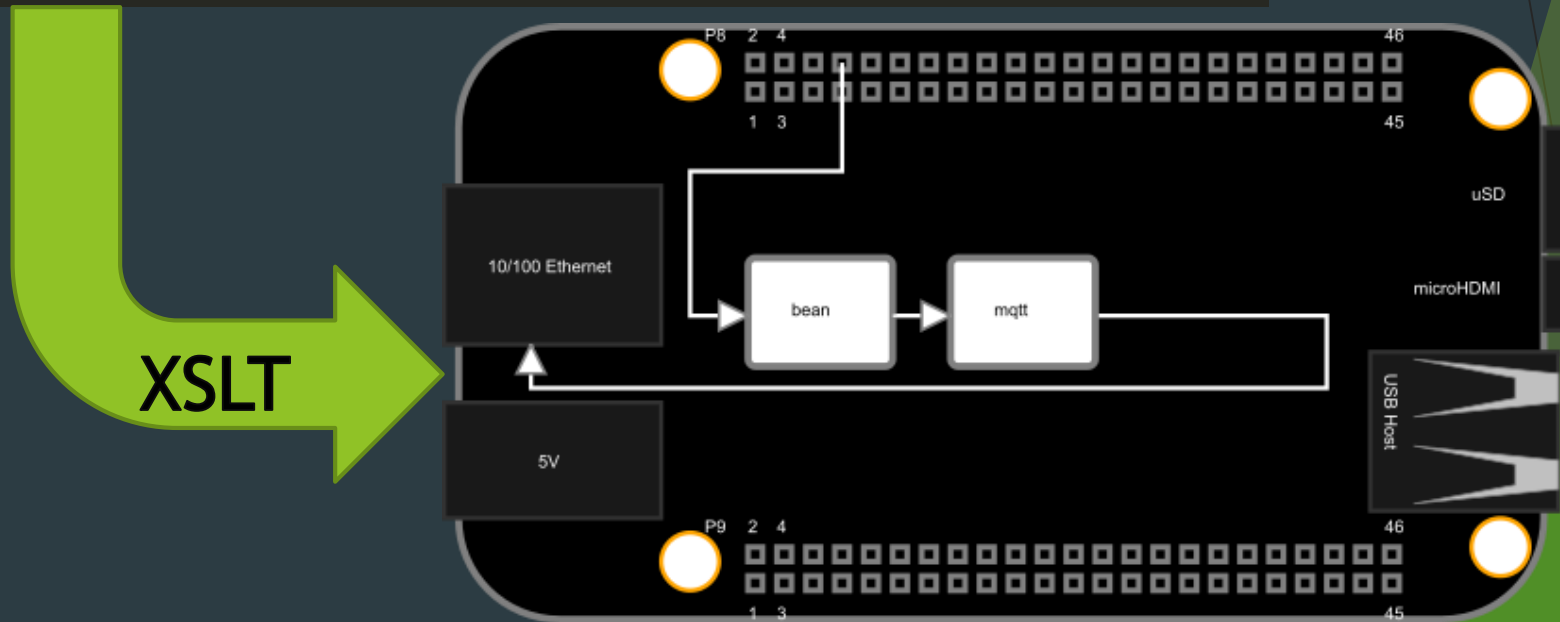 P8 2 4 46
1 3 45
uSD
10/100 Ethernet
microHDMI
bean
mqtt
XSLT
USB Host
5V
P9 2 4 46
1 3 45